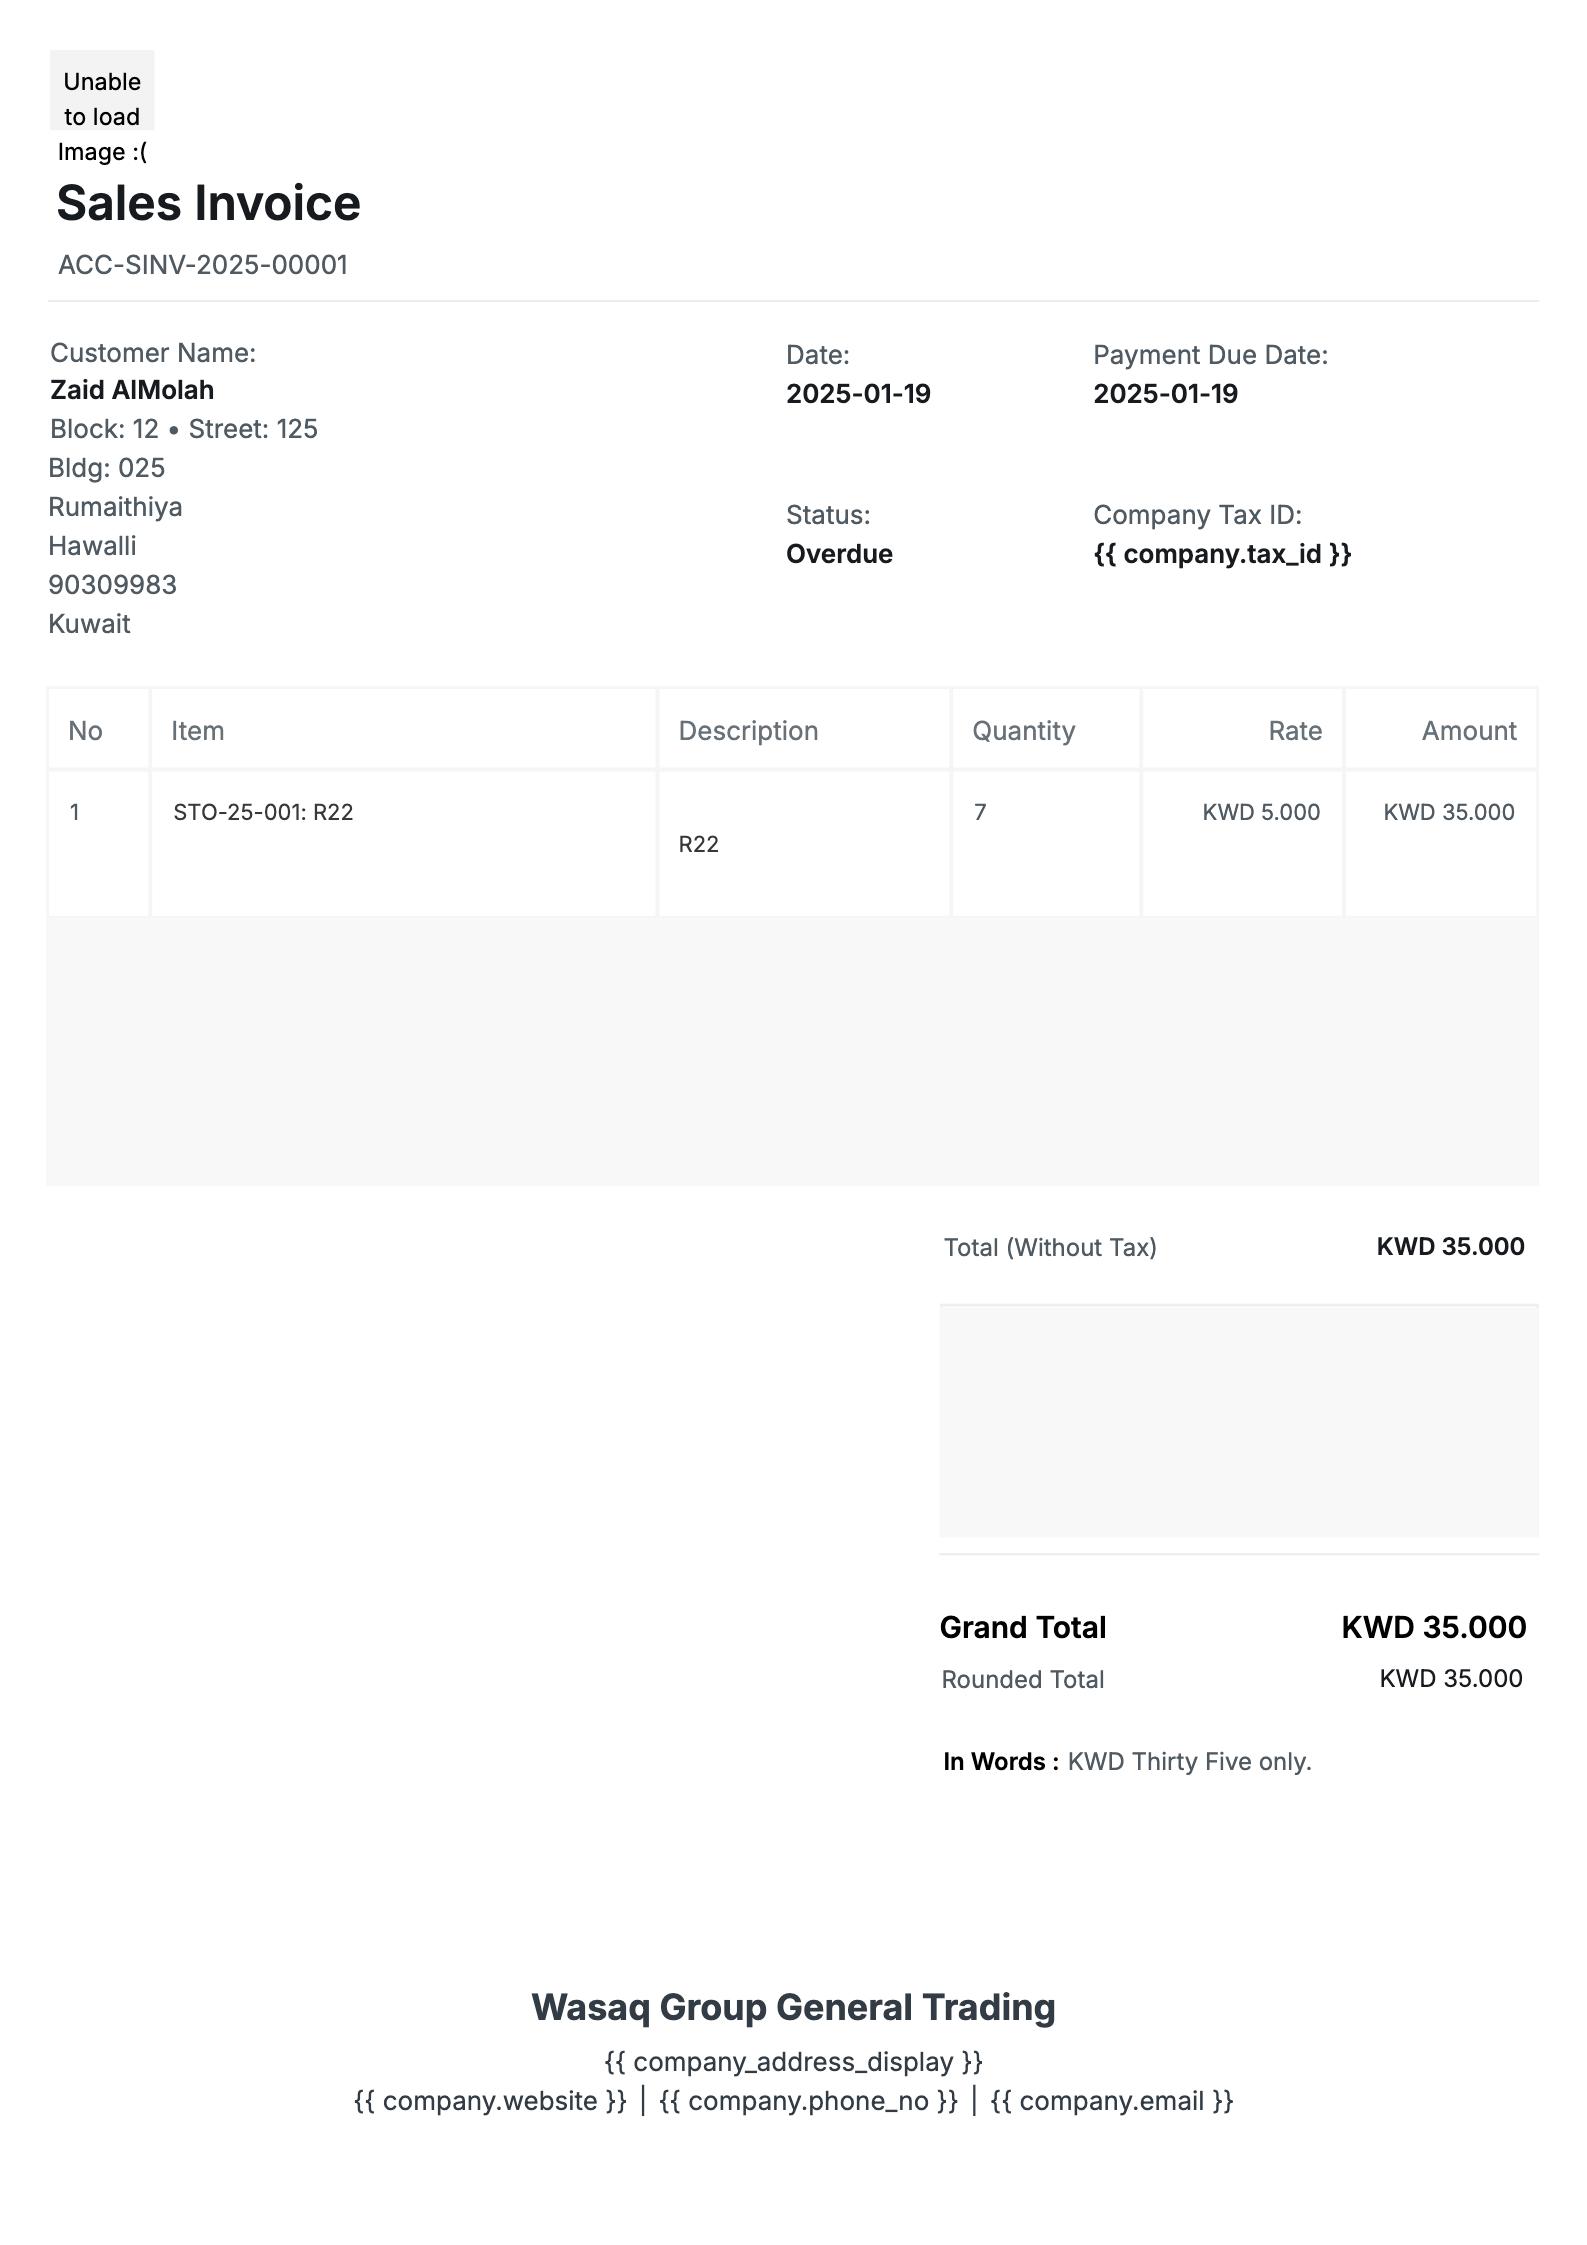 Unable
to load
Image :(
Sales Invoice
ACC-SINV-2025-00001
Customer Name:
Zaid AlMolah
Block: 12 • Street: 125
Bldg: 025
Rumaithiya
Hawalli
90309983
Kuwait
Date:
2025-01-19
Payment Due Date:
2025-01-19
Status:
Overdue
Company Tax ID:
{{ company.tax_id }}
No Item Description Quantity Rate Amount
1 STO-25-001: R22 R22 7 KWD 5.000 KWD 35.000
Total (Without Tax) KWD 35.000
Grand Total KWD 35.000
Rounded Total KWD 35.000
In Words : KWD Thirty Five only.
Wasaq Group General Trading
{{ company_address_display }}
{{ company.website }} | {{ company.phone_no }} | {{ company.email }}